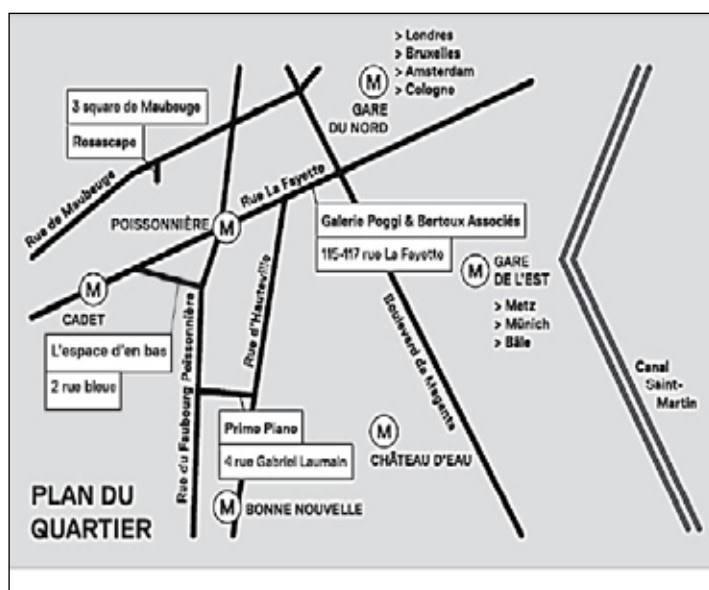 > Londres
> Bruxelles
> Amsterdam
> Cologne
M
GARE
DU NORD
3 square de Maubeuge
Rosascape
Rue de Maubeuge
Rue La Fayette
POISSONNIÈRE
M
Galerie Poggi & Bertoux Associés
115-117 rue La Fayette
M
GARE
DE L'EST
> Metz
> Münich
> Bâle
M
CADET
L'espace d'en bas
2 rue bleue
Rue du Faubourg Poissonnière
Rue d'Hauteville
Boulevard de Magenta
Canal
Saint-
Martin
Primo Piano
4 rue Gabriel Laumain
M
CHÂTEAU D'EAU
PLAN DU
QUARTIER
M
BONNE NOUVELLE